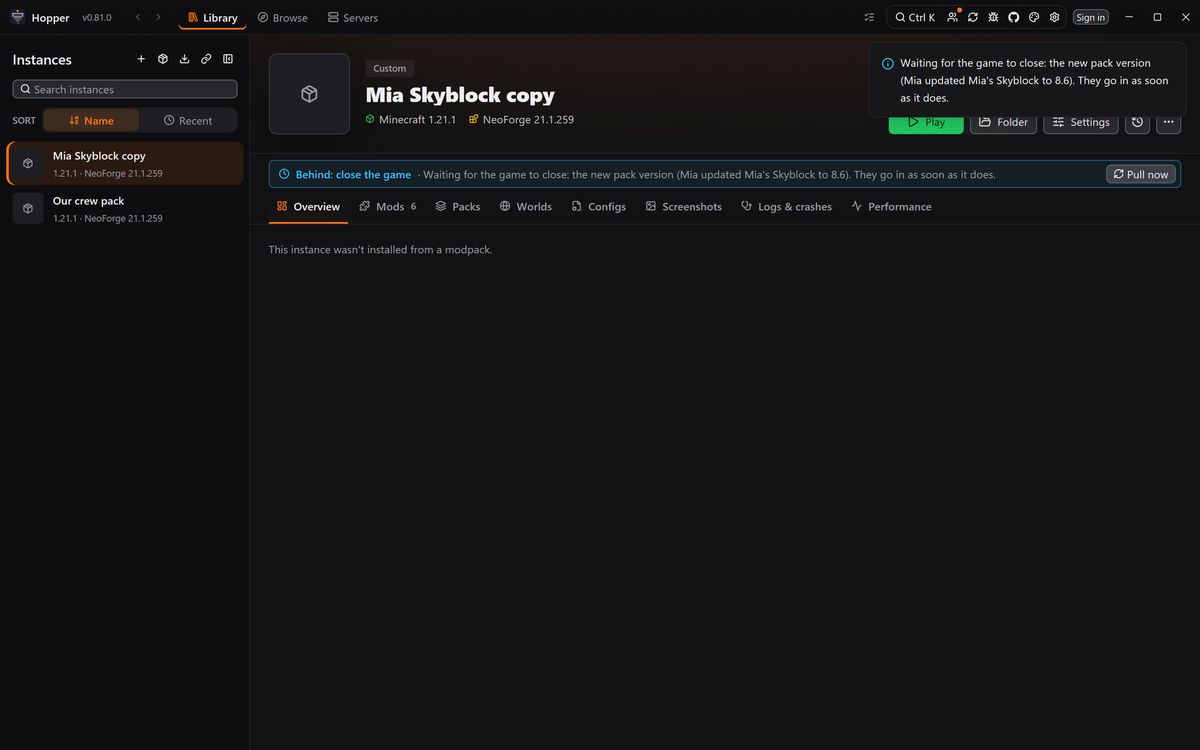 Hopper v0.81.0 Library Browse Servers Ctrl K Sign in
Instances
Search instances
SORT Name Recent
Mia Skyblock copy
1.21.1 · NeoForge 21.1.259
Our crew pack
1.21.1 · NeoForge 21.1.259
Custom
Mia Skyblock copy
Minecraft 1.21.1 NeoForge 21.1.259
Waiting for the game to close: the new pack version
(Mia updated Mia's Skyblock to 8.6). They go in as soon
as it does.
Play Folder Settings
Behind: close the game · Waiting for the game to close: the new pack version (Mia updated Mia's Skyblock to 8.6). They go in as soon as it does. Pull now
Overview Mods 6 Packs Worlds Configs Screenshots Logs & crashes Performance
This instance wasn't installed from a modpack.